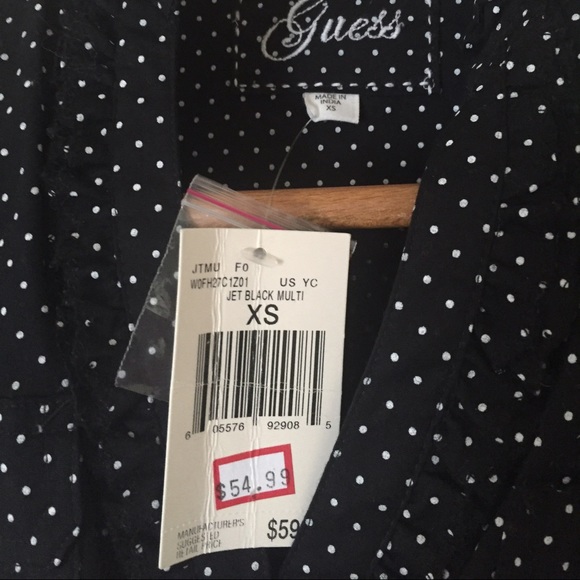 Guess
MADE IN
INDIA
XS
JTMU F0
W0FH27C1Z01 US YC
JET BLACK MULTI
XS
6 05576 92908 5
$54.99
MANUFACTURER'S
SUGGESTED
RETAIL PRICE
$59